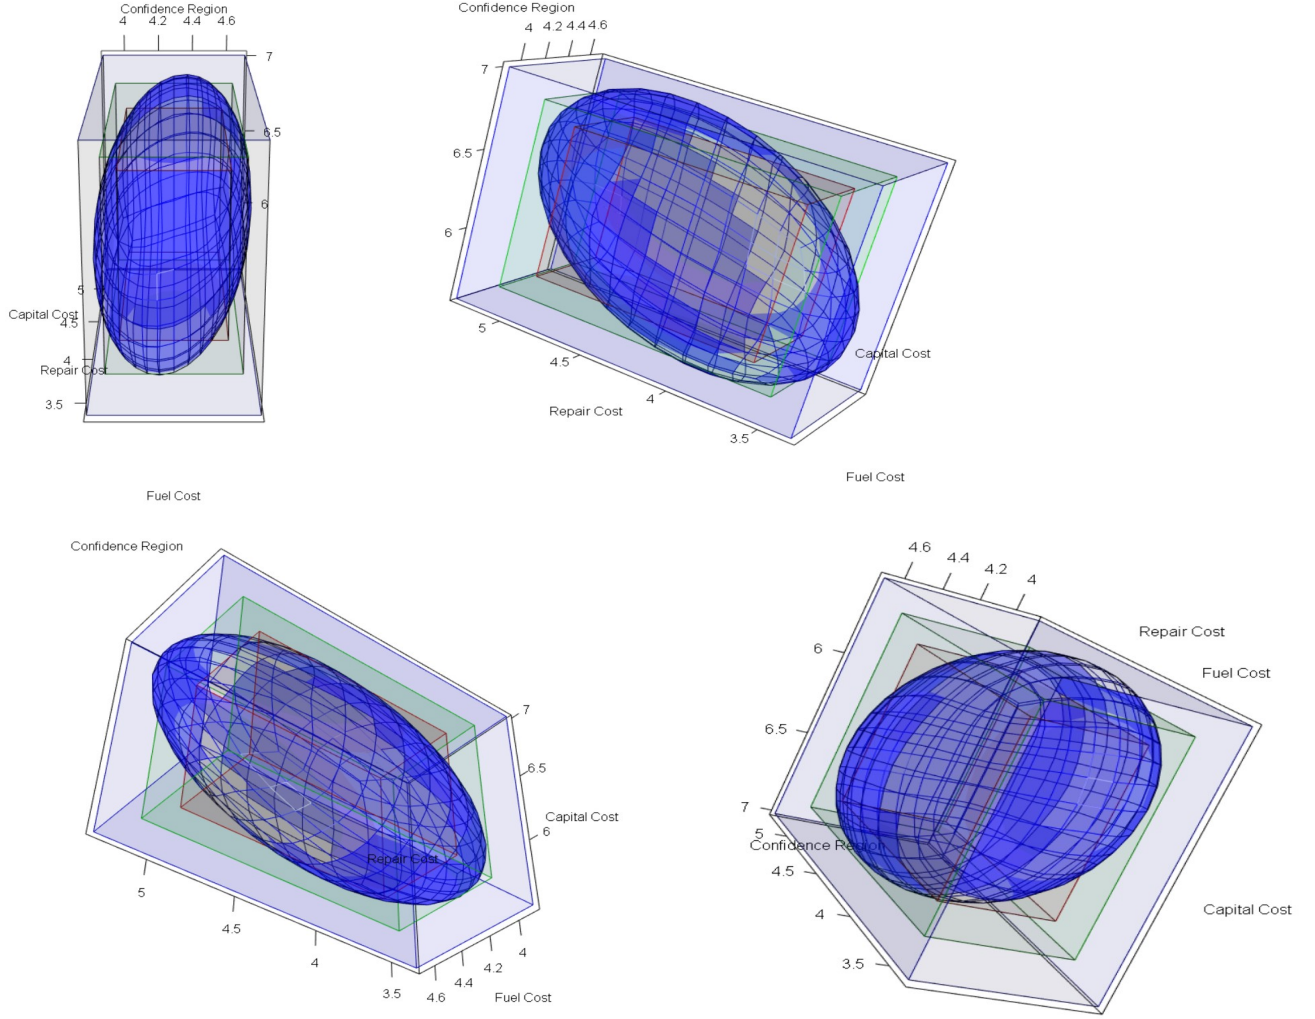 Confidence Region
4 4.2 4.4 4.6
7
6.5
6
5
Capital Cost
4.5
4
Repair Cost
3.5
Fuel Cost
Confidence Region
4 4.2 4.4 4.6
7
6.5
6
5
4.5
4
3.5
Capital Cost
Repair Cost
Fuel Cost
Confidence Region
7
6.5
Capital Cost
6
Repair Cost
5
4.5
4
3.5
4.6 4.4 4.2 4
Fuel Cost
4.6 4.4 4.2 4
Repair Cost
6
Fuel Cost
6.5
7
5
Confidence Region
4.5
4
Capital Cost
3.5